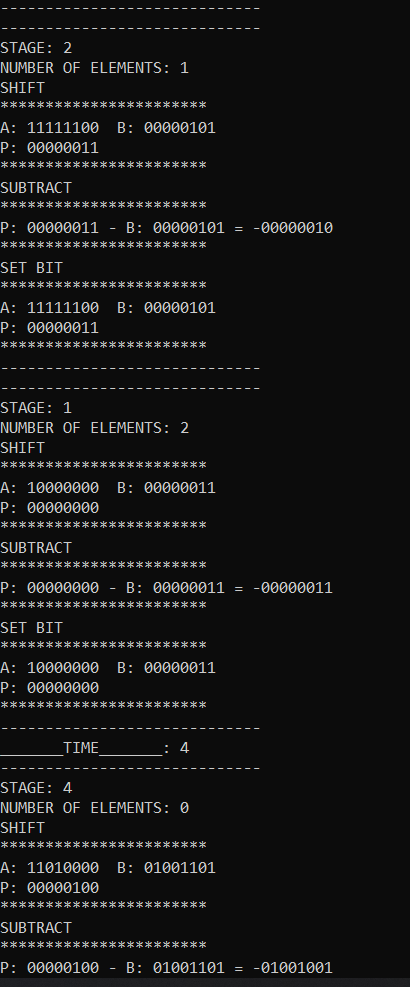 -----------------------------
-----------------------------
STAGE: 2
NUMBER OF ELEMENTS: 1
SHIFT
***********************
A: 11111100  B: 00000101
P: 00000011
***********************
SUBTRACT
***********************
P: 00000011 - B: 00000101 = -00000010
***********************
SET BIT
***********************
A: 11111100  B: 00000101
P: 00000011
***********************
-----------------------------
-----------------------------
STAGE: 1
NUMBER OF ELEMENTS: 2
SHIFT
***********************
A: 10000000  B: 00000011
P: 00000000
***********************
SUBTRACT
***********************
P: 00000000 - B: 00000011 = -00000011
***********************
SET BIT
***********************
A: 10000000  B: 00000011
P: 00000000
***********************
-----------------------------
_______TIME_______: 4
-----------------------------
STAGE: 4
NUMBER OF ELEMENTS: 0
SHIFT
***********************
A: 11010000  B: 01001101
P: 00000100
***********************
SUBTRACT
***********************
P: 00000100 - B: 01001101 = -01001001